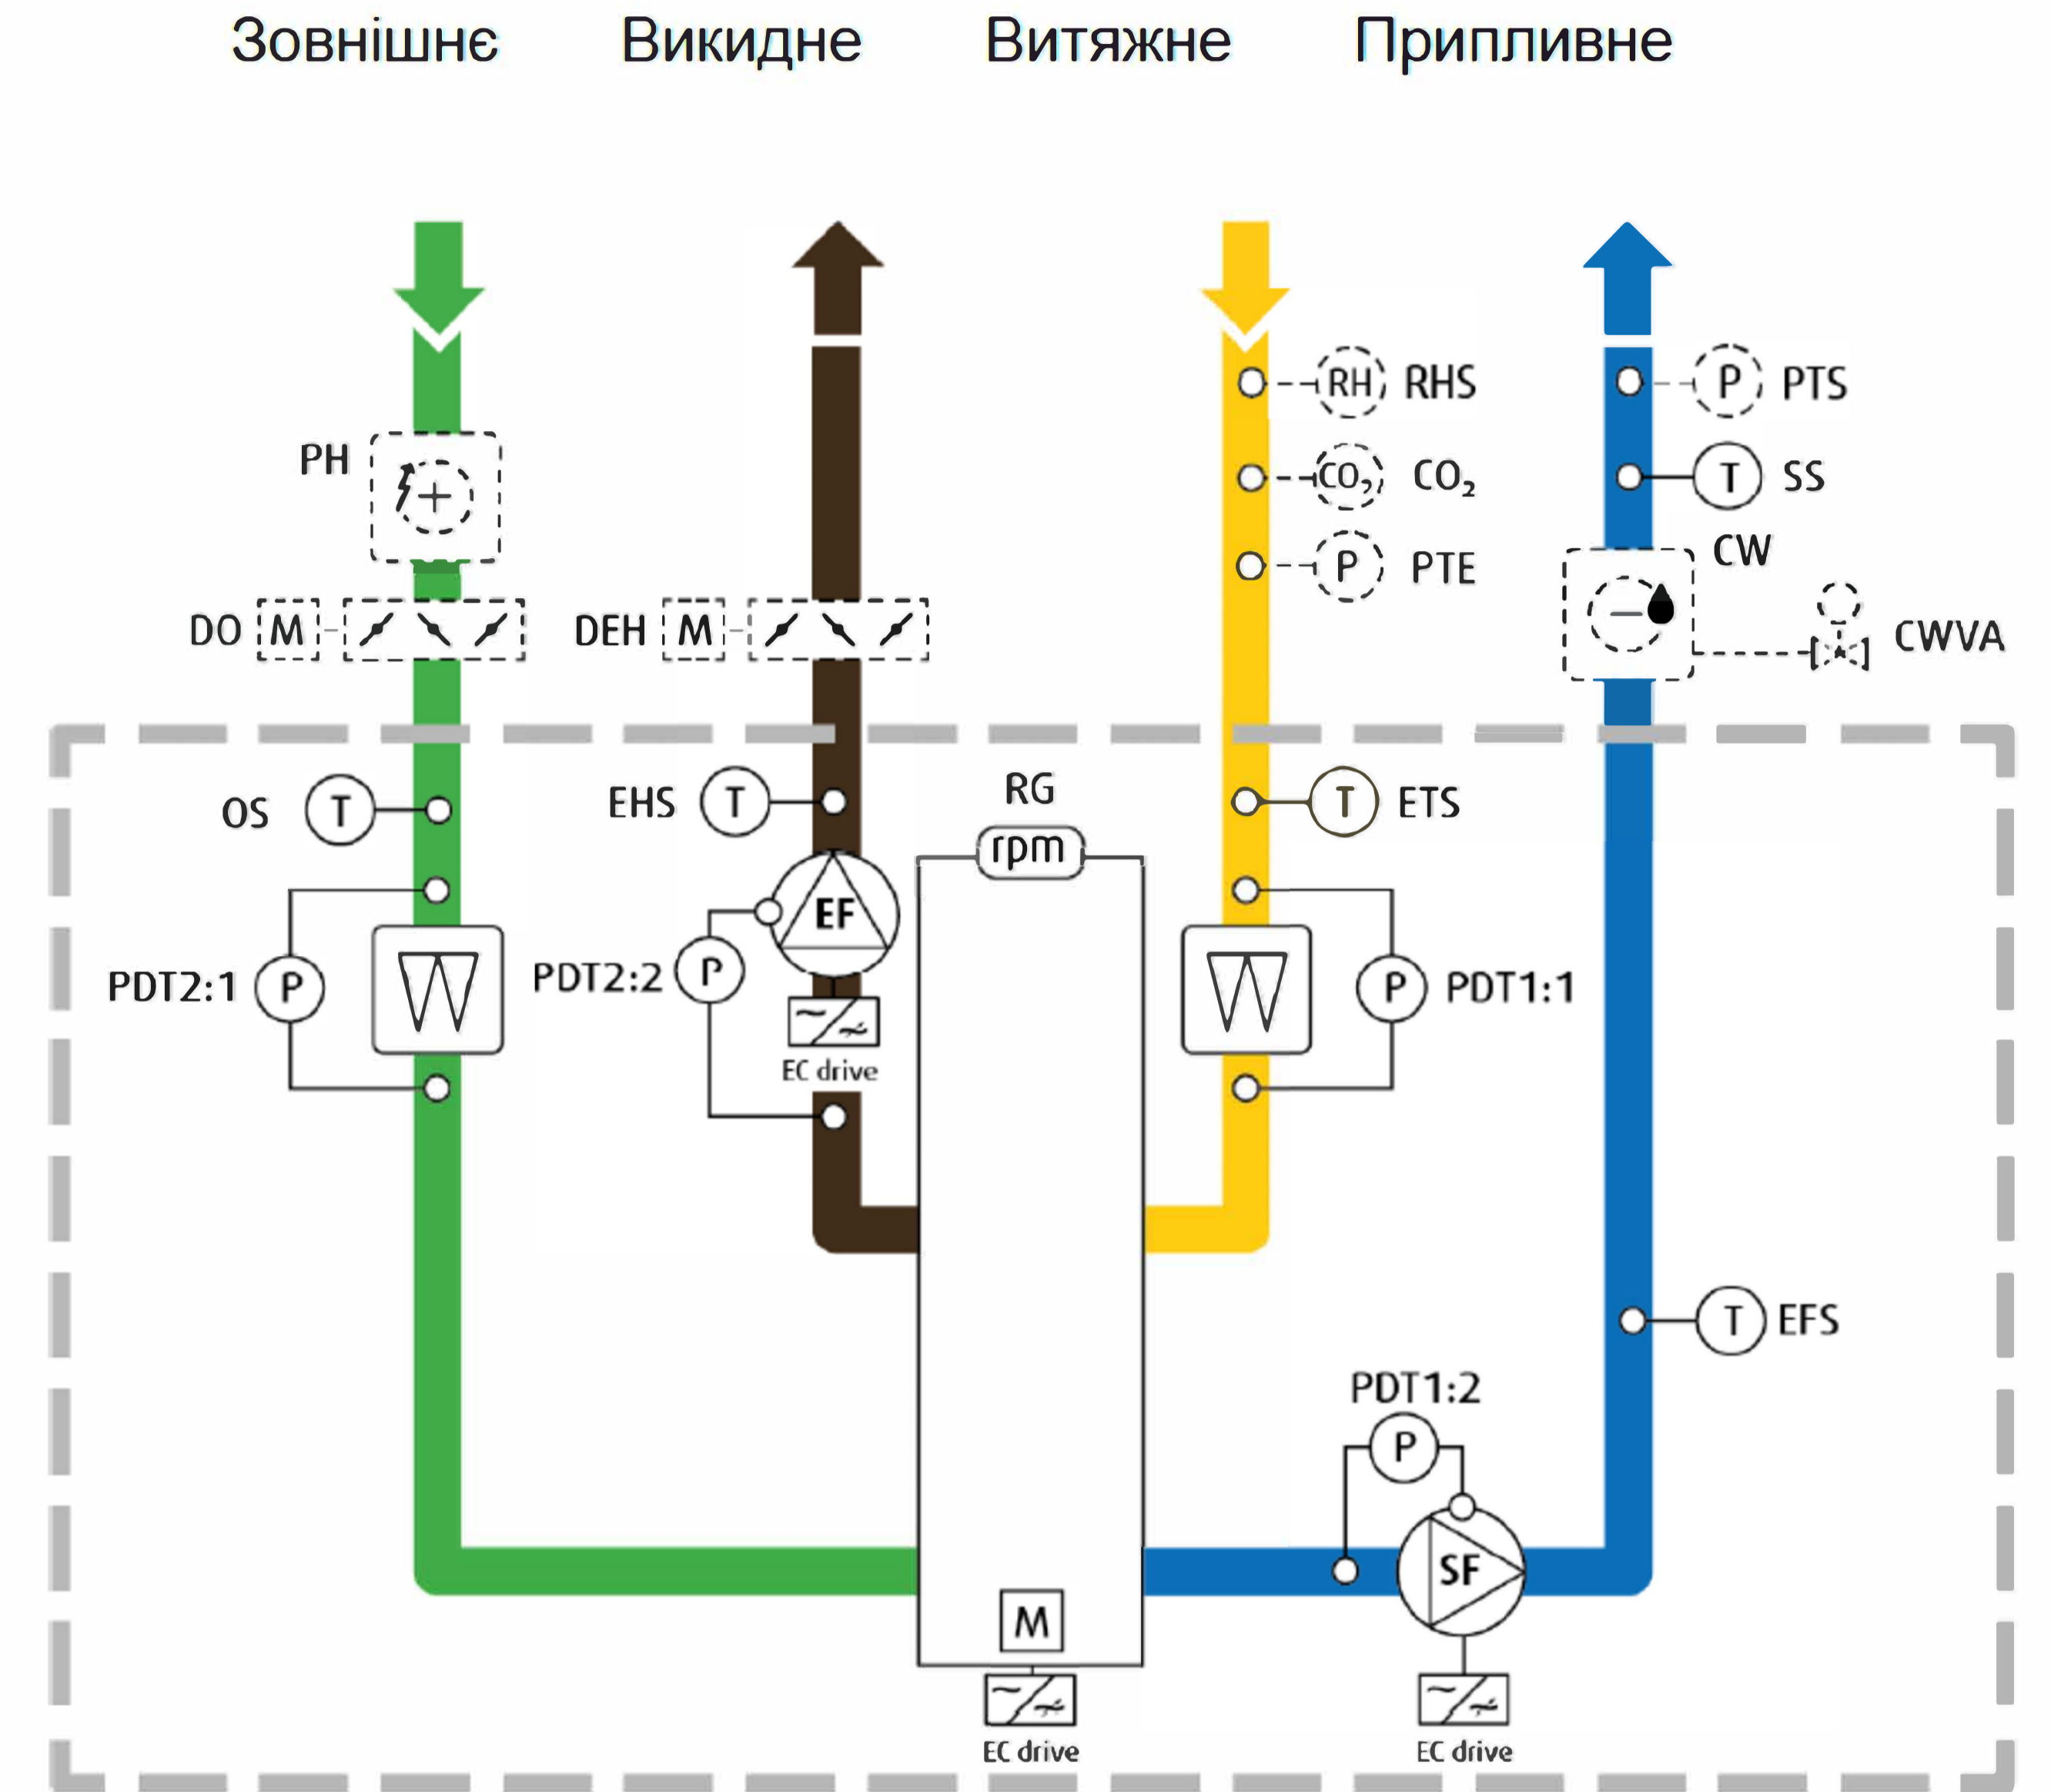 Зовнішнє Викидне Витяжне Припливне
RH RHS P PTS
PH CO₂ CO₂ T SS
P PTE CW
DO M DEH M CWVA
OS T EHS T RG T ETS
rpm
EF
PDT2:1 P PDT2:2 P P PDT1:1
EC drive
T EFS
PDT1:2
P
SF
M
EC drive EC drive